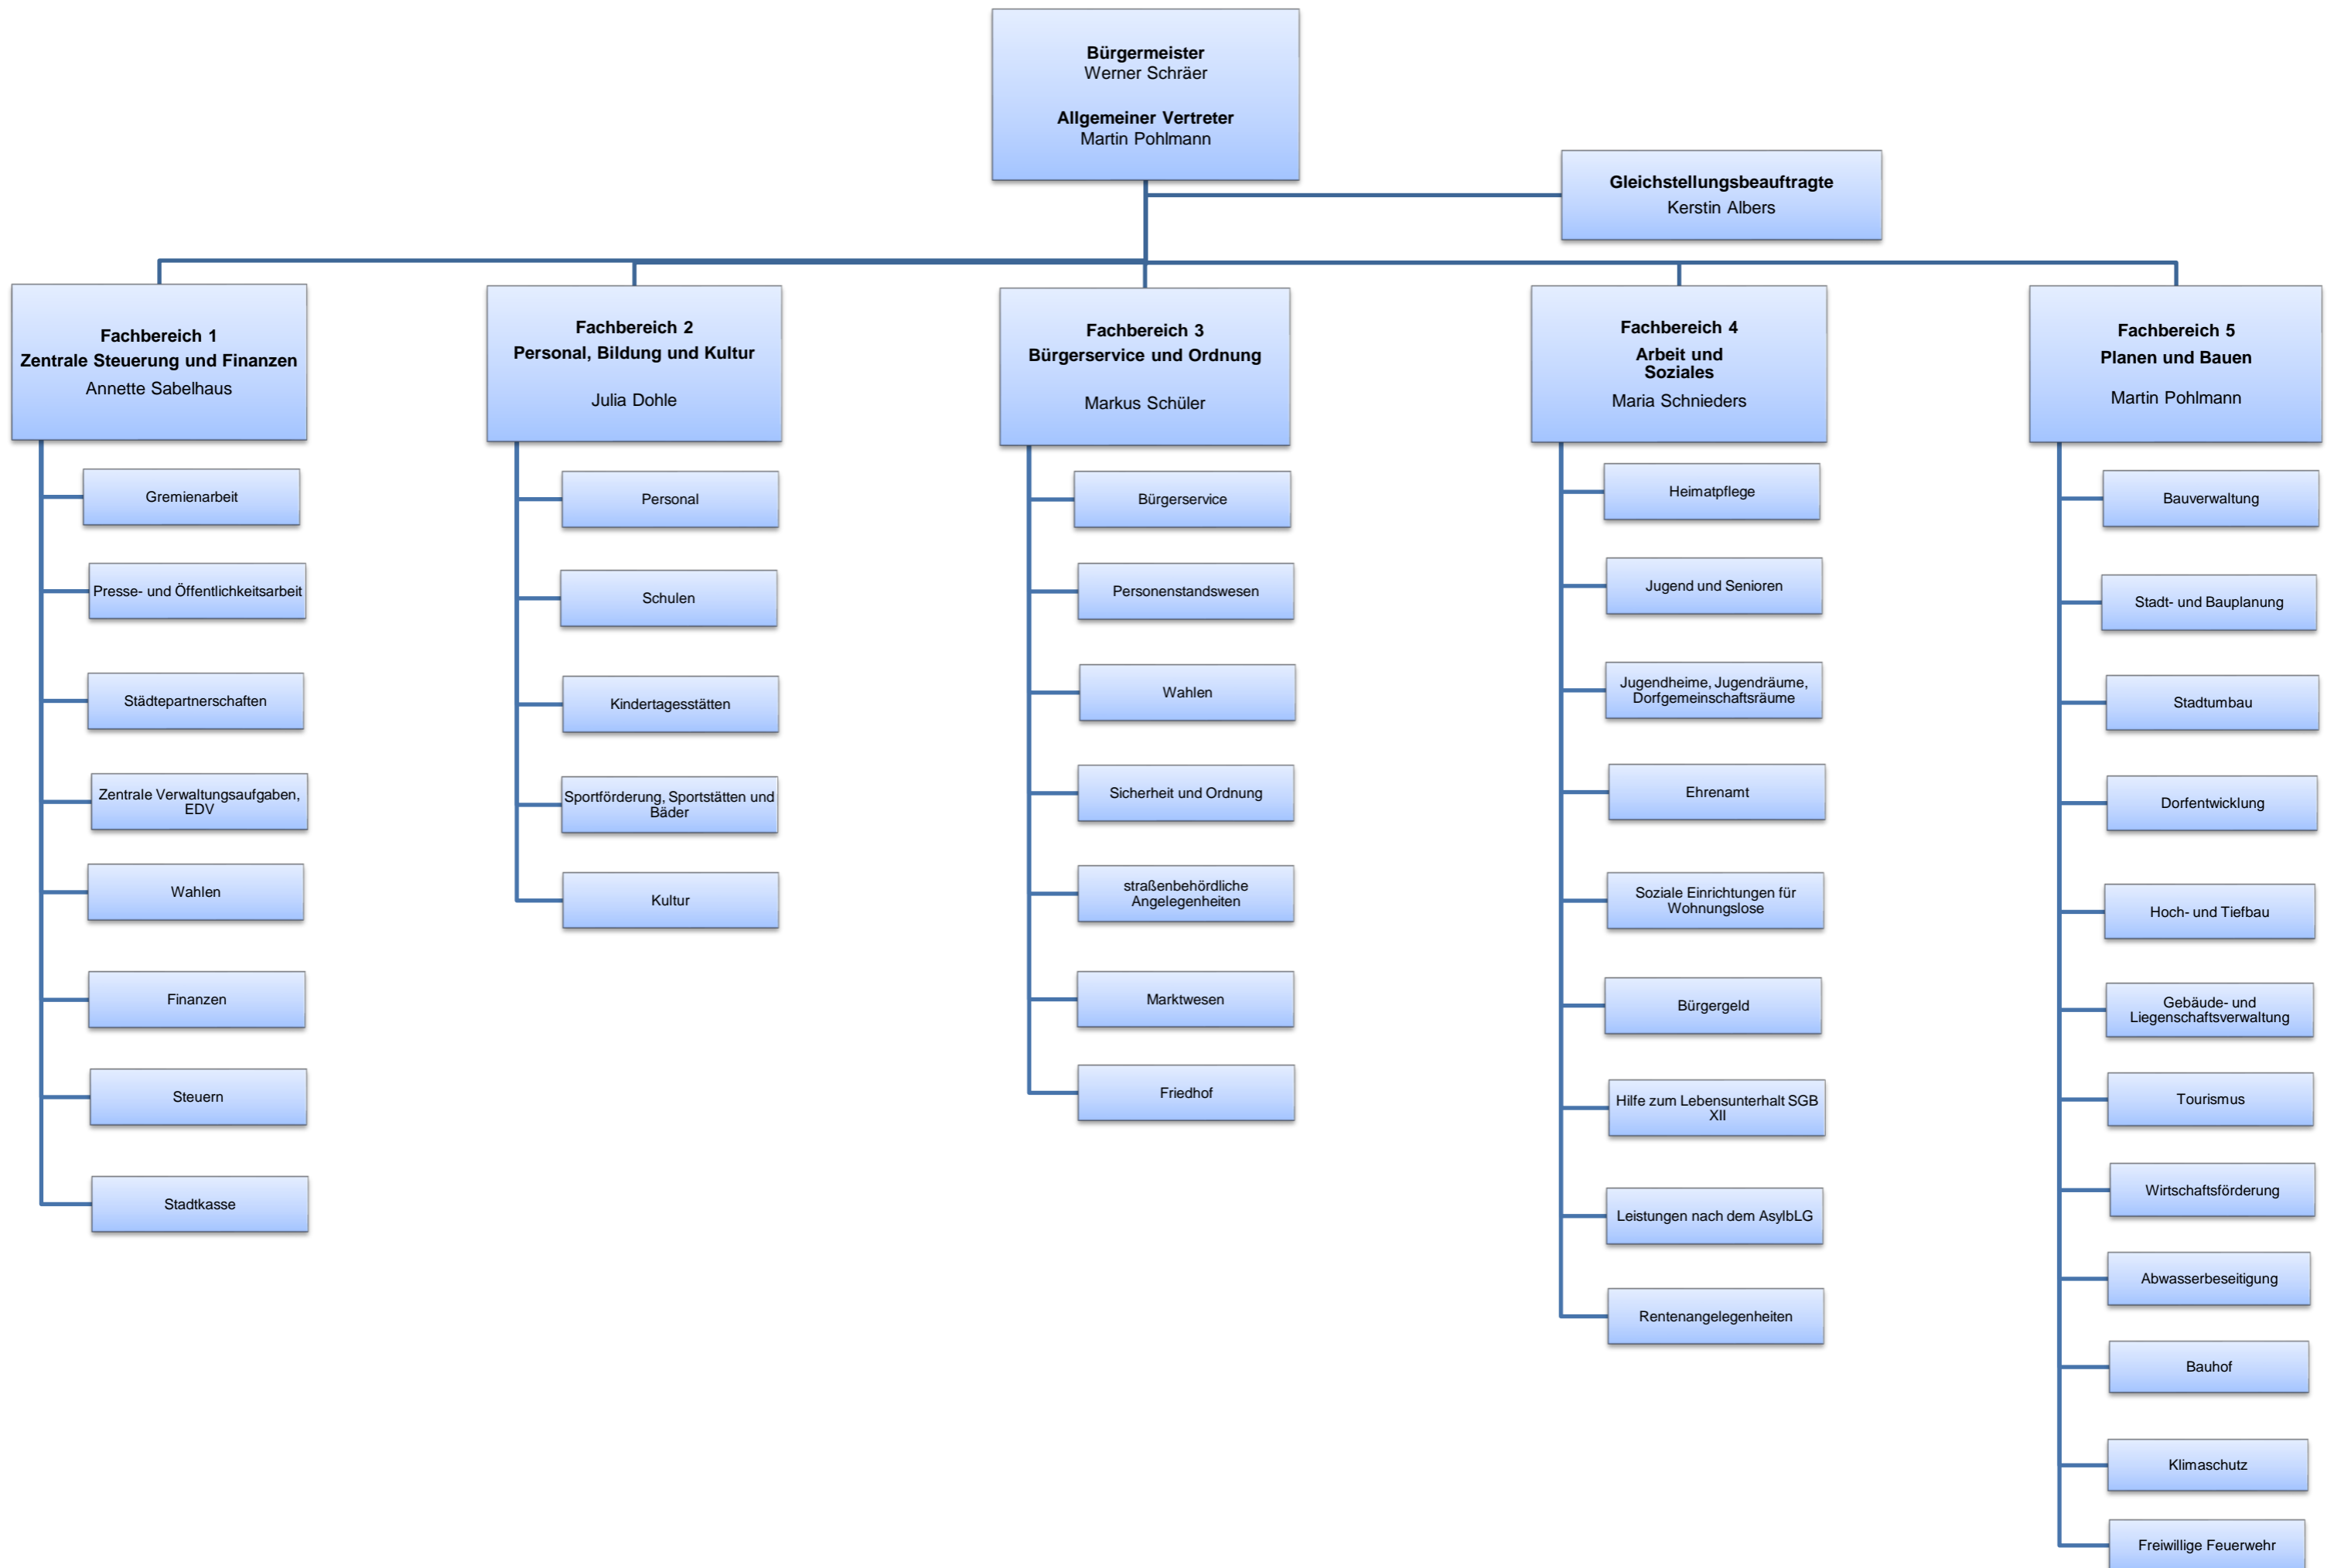 Bürgermeister
Werner Schräer
Allgemeiner Vertreter
Martin Pohlmann
Gleichstellungsbeauftragte
Kerstin Albers
Fachbereich 1
Zentrale Steuerung und Finanzen
Annette Sabelhaus
Gremienarbeit
Presse- und Öffentlichkeitsarbeit
Städtepartnerschaften
Zentrale Verwaltungsaufgaben,
EDV
Wahlen
Finanzen
Steuern
Stadtkasse
Fachbereich 2
Personal, Bildung und Kultur
Julia Dohle
Personal
Schulen
Kindertagesstätten
Sportförderung, Sportstätten und
Bäder
Kultur
Fachbereich 3
Bürgerservice und Ordnung
Markus Schüler
Bürgerservice
Personenstandswesen
Wahlen
Sicherheit und Ordnung
straßenbehördliche
Angelegenheiten
Marktwesen
Friedhof
Fachbereich 4
Arbeit und
Soziales
Maria Schnieders
Heimatpflege
Jugend und Senioren
Jugendheime, Jugendräume,
Dorfgemeinschaftsräume
Ehrenamt
Soziale Einrichtungen für
Wohnungslose
Bürgergeld
Hilfe zum Lebensunterhalt SGB
XII
Leistungen nach dem AsylbLG
Rentenangelegenheiten
Fachbereich 5
Planen und Bauen
Martin Pohlmann
Bauverwaltung
Stadt- und Bauplanung
Stadtumbau
Dorfentwicklung
Hoch- und Tiefbau
Gebäude- und
Liegenschaftsverwaltung
Tourismus
Wirtschaftsförderung
Abwasserbeseitigung
Bauhof
Klimaschutz
Freiwillige Feuerwehr